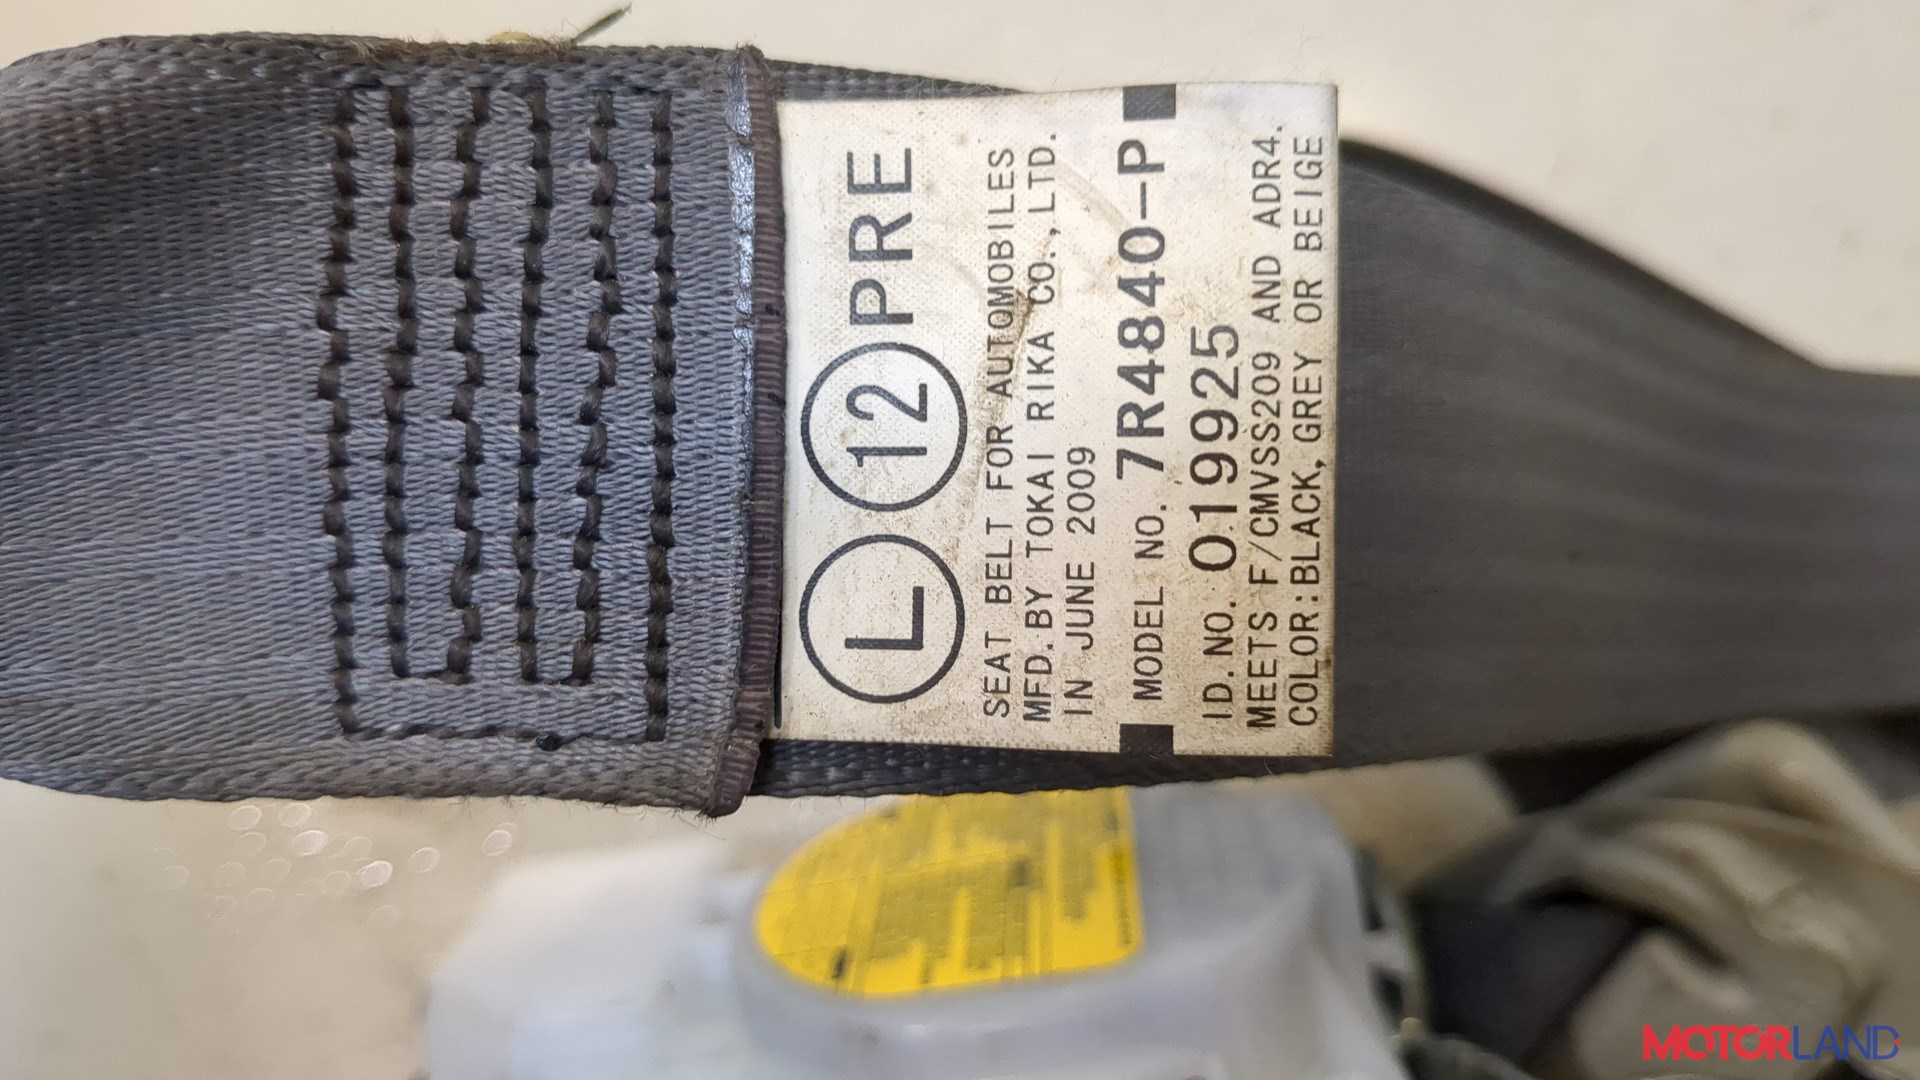 L 12 PRE
SEAT BELT FOR AUTOMOBILES
MFD. BY TOKAI RIKA CO.,LTD.
IN JUNE 2009
MODEL NO. 7R4840-P
ID.NO. 019925
MEETS F/CMVSS209 AND ADR4.
COLOR:BLACK, GREY OR BEIGE
MOTORLAND